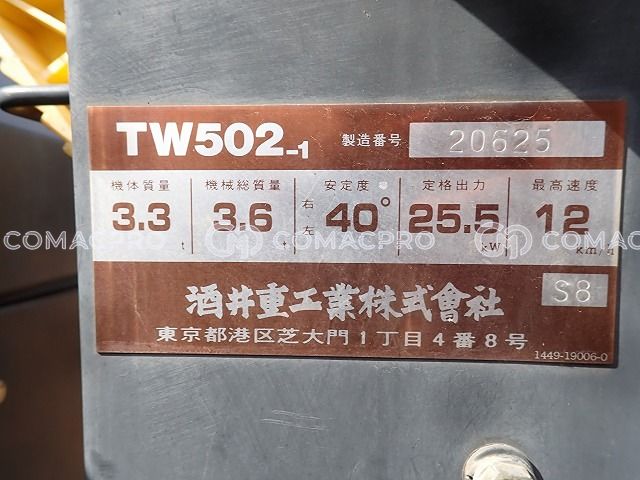 TW502-1 製造番号 20625
機体質量 機械総質量 安定度 定格出力 最高速度
3.3 t 3.6 t 右 左 40° 25.5 kW 12 km/
COMACPRO COMACPRO COMACPRO COMACPRO
S8
酒井重工業株式會社
東京都港区芝大門1丁目4番8号
1449-19006-0